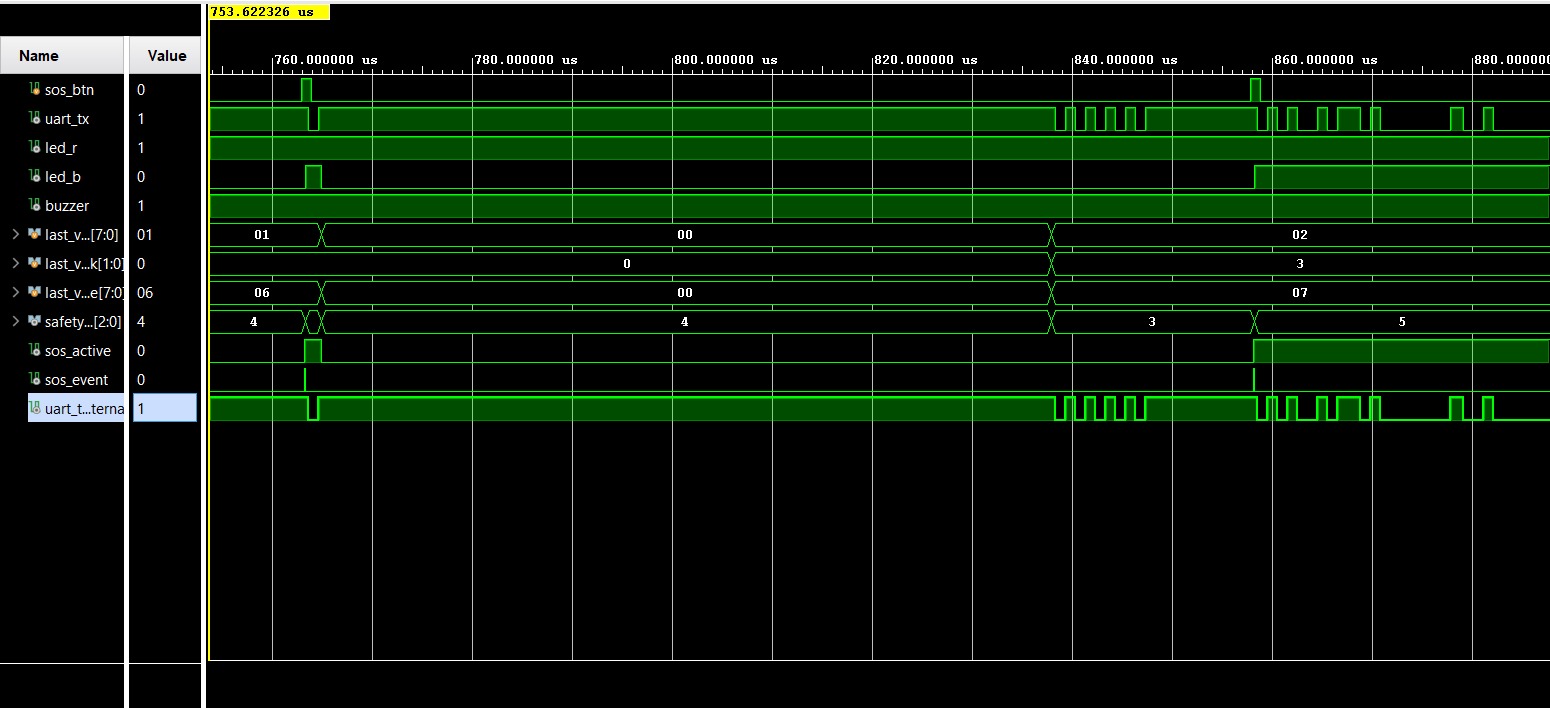 753.622326 us
Name Value
760.000000 us 780.000000 us 800.000000 us 820.000000 us 840.000000 us 860.000000 us 880.00000
sos_btn 0
uart_tx 1
led_r 1
led_b 0
buzzer 1
last_v...[7:0] 01 01 00 02
last_v...k[1:0] 0 0 3
last_v...e[7:0] 06 06 00 07
safety...[2:0] 4 4 4 3 5
sos_active 0
sos_event 0
uart_t...terna 1